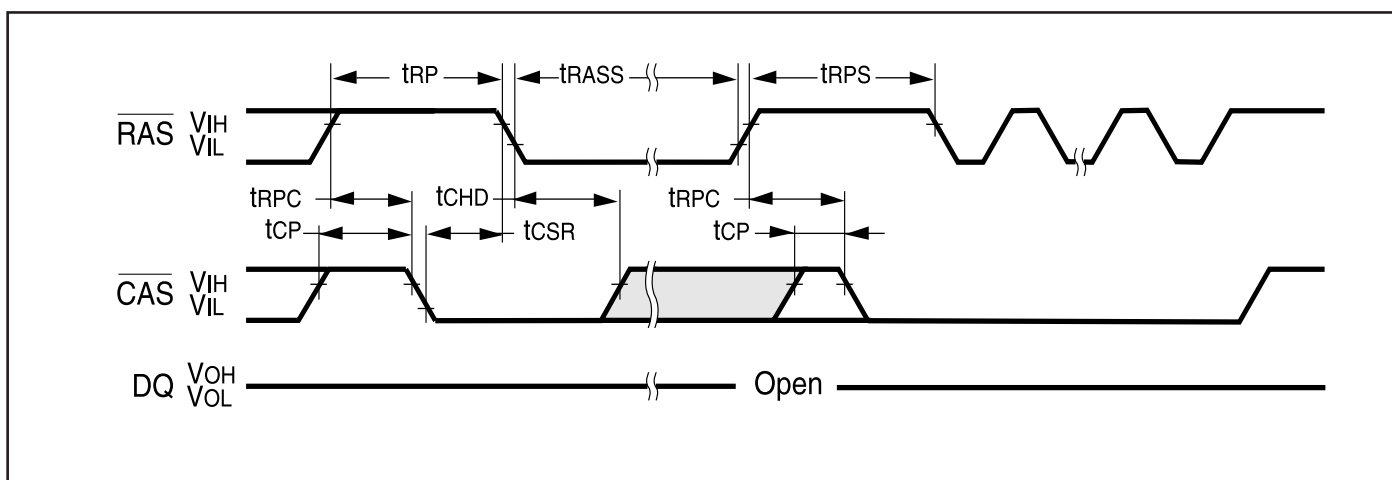 tRP tRASS tRPS
RAS VIH
VIL
tRPC tCHD tRPC
tCP tCSR tCP
CAS VIH
VIL
DQ VOH
VOL
Open